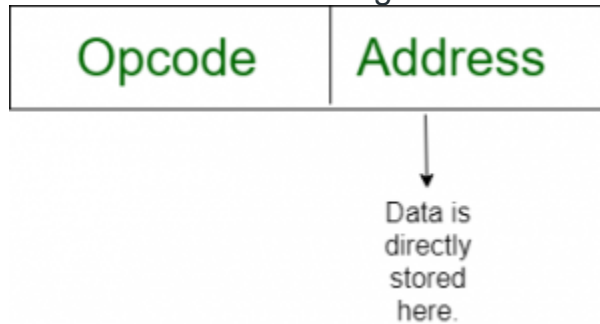 Opcode Address
Data is
directly
stored
here.